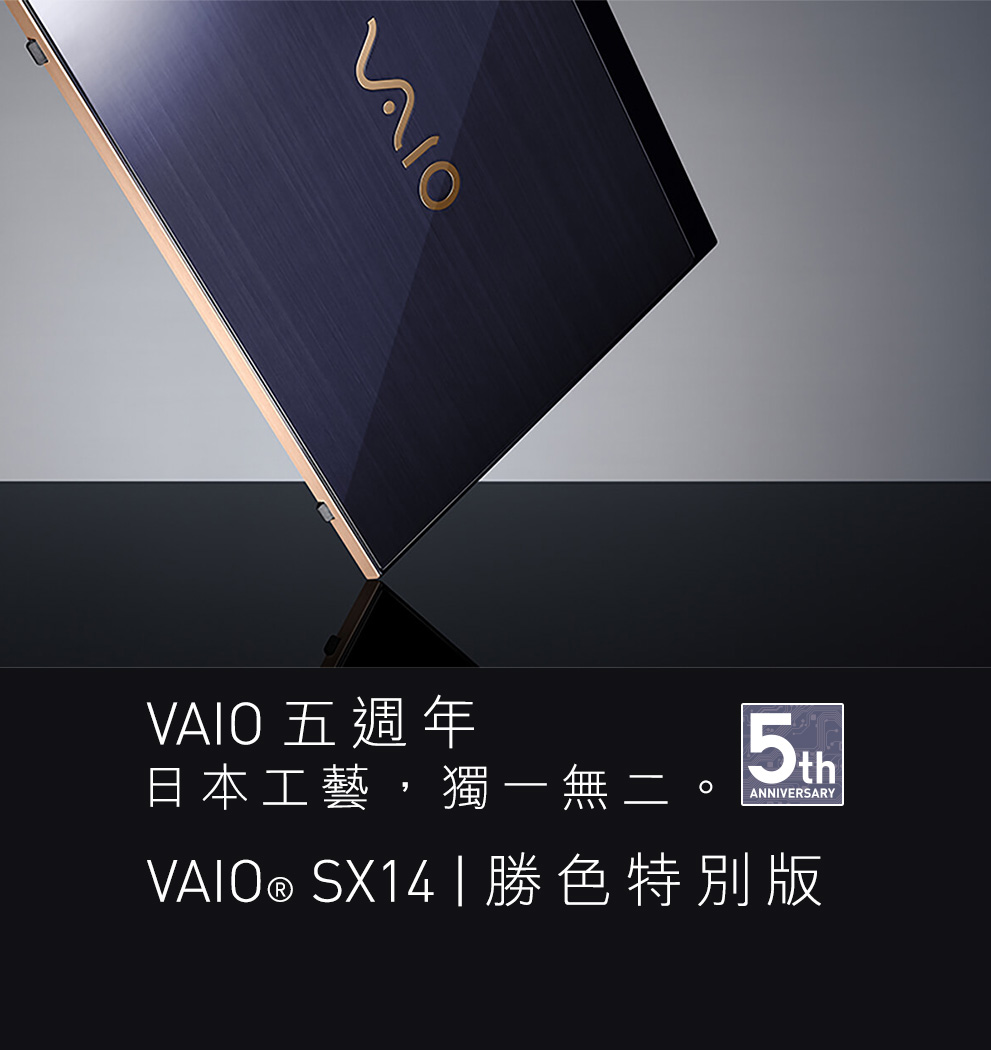 VAIO
VAIO 五週年
日本工藝，獨一無二。
5th
ANNIVERSARY
VAIO® SX14 | 勝色特別版